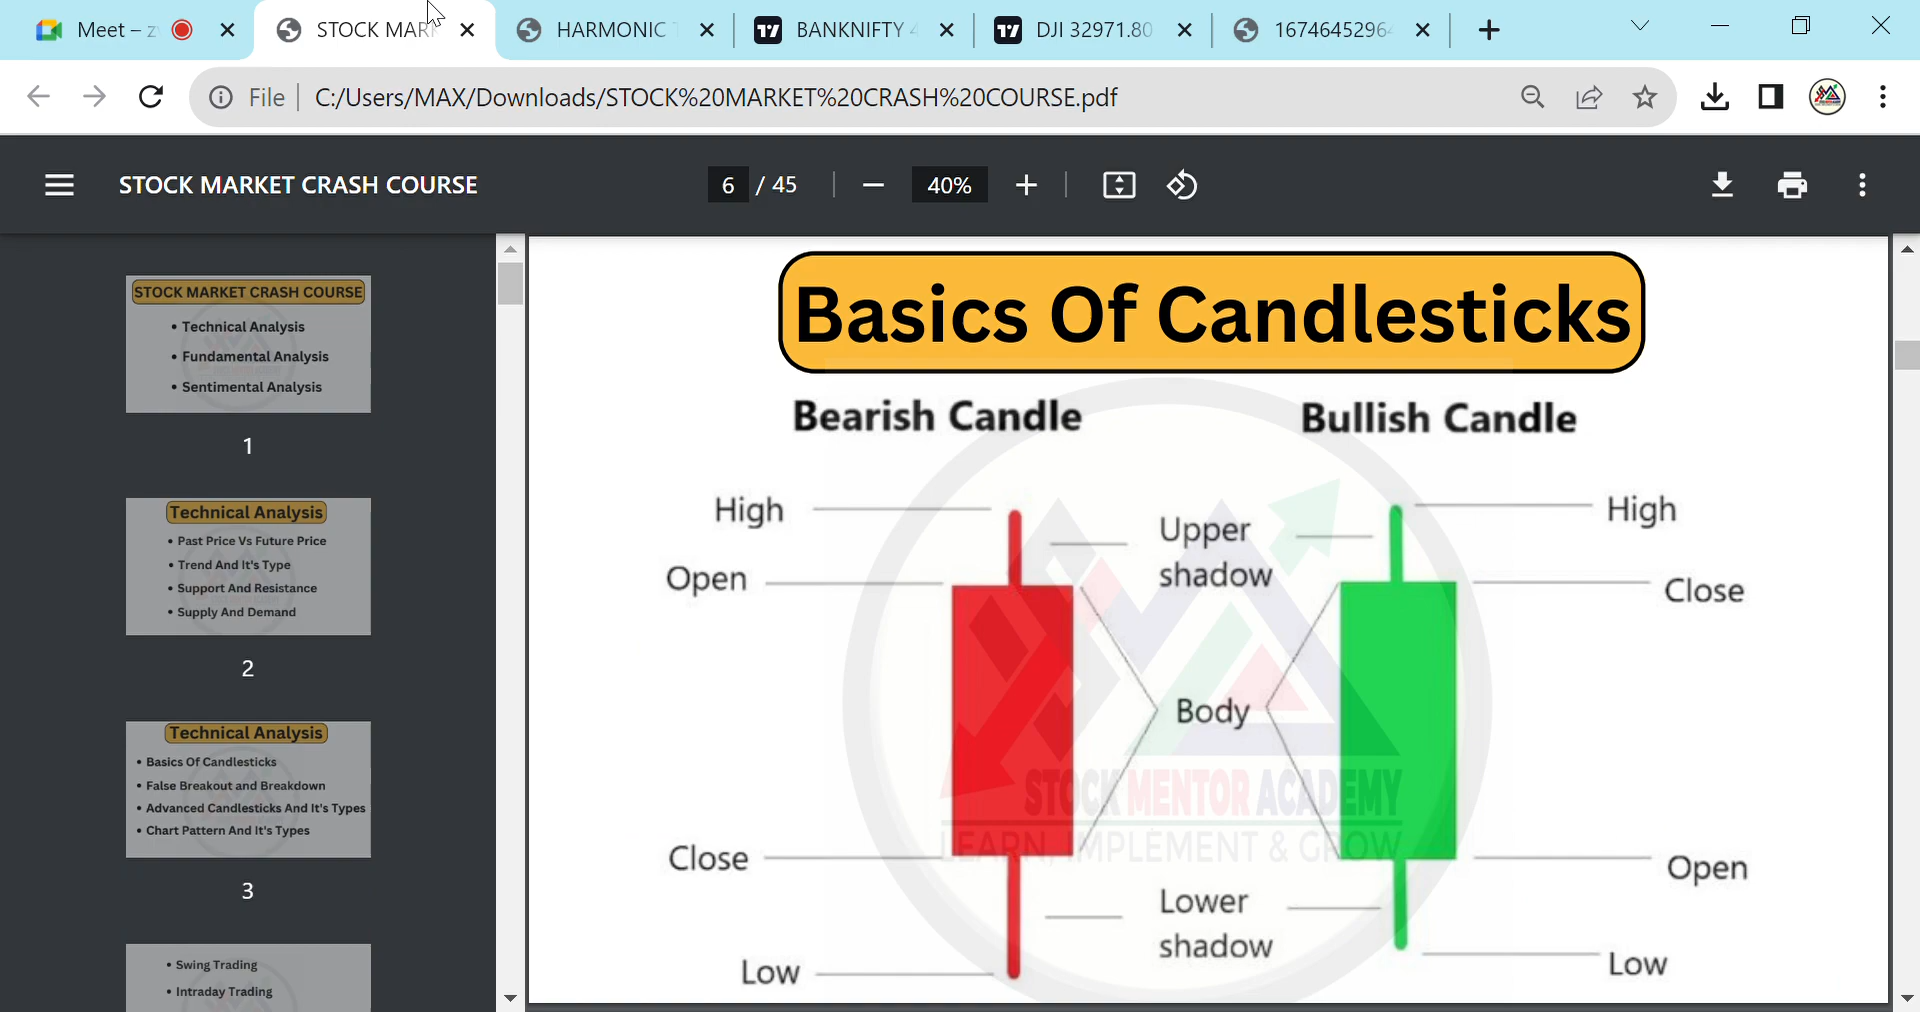 Meet –
STOCK MAR
HARMONIC
BANKNIFTY
DJI 32971.80
1674645296
File
C:/Users/MAX/Downloads/STOCK%20MARKET%20CRASH%20COURSE.pdf
STOCK MARKET CRASH COURSE
6 / 45
40%
STOCK MARKET CRASH COURSE
• Technical Analysis
• Fundamental Analysis
• Sentimental Analysis
1
Technical Analysis
• Past Price Vs Future Price
• Trend And It's Type
• Support And Resistance
• Supply And Demand
2
Technical Analysis
• Basics Of Candlesticks
• False Breakout and Breakdown
• Advanced Candlesticks And It's Types
• Chart Pattern And It's Types
3
• Swing Trading
• Intraday Trading
Basics Of Candlesticks
Bearish Candle
Bullish Candle
High
Upper
shadow
High
Open
Close
Body
STOCK MENTOR ACADEMY
LEARN, IMPLEMENT & GROW
Close
Open
Lower
shadow
Low
Low